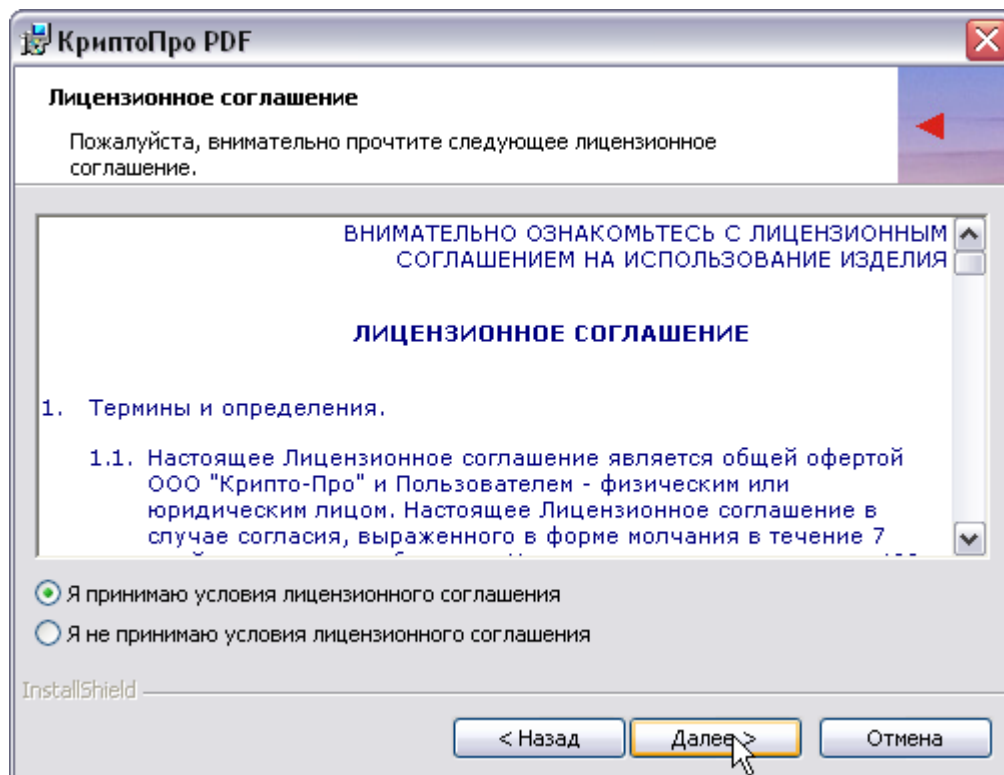 КриптоПро PDF
Лицензионное соглашение
Пожалуйста, внимательно прочтите следующее лицензионное
соглашение.
ВНИМАТЕЛЬНО ОЗНАКОМЬТЕСЬ С ЛИЦЕНЗИОННЫМ
СОГЛАШЕНИЕМ НА ИСПОЛЬЗОВАНИЕ ИЗДЕЛИЯ
ЛИЦЕНЗИОННОЕ СОГЛАШЕНИЕ
1. Термины и определения.
1.1. Настоящее Лицензионное соглашение является общей офертой
ООО "Крипто-Про" и Пользователем - физическим или
юридическим лицом. Настоящее Лицензионное соглашение в
случае согласия, выраженного в форме молчания в течение 7
Я принимаю условия лицензионного соглашения
Я не принимаю условия лицензионного соглашения
InstallShield
< Назад
Далее >
Отмена